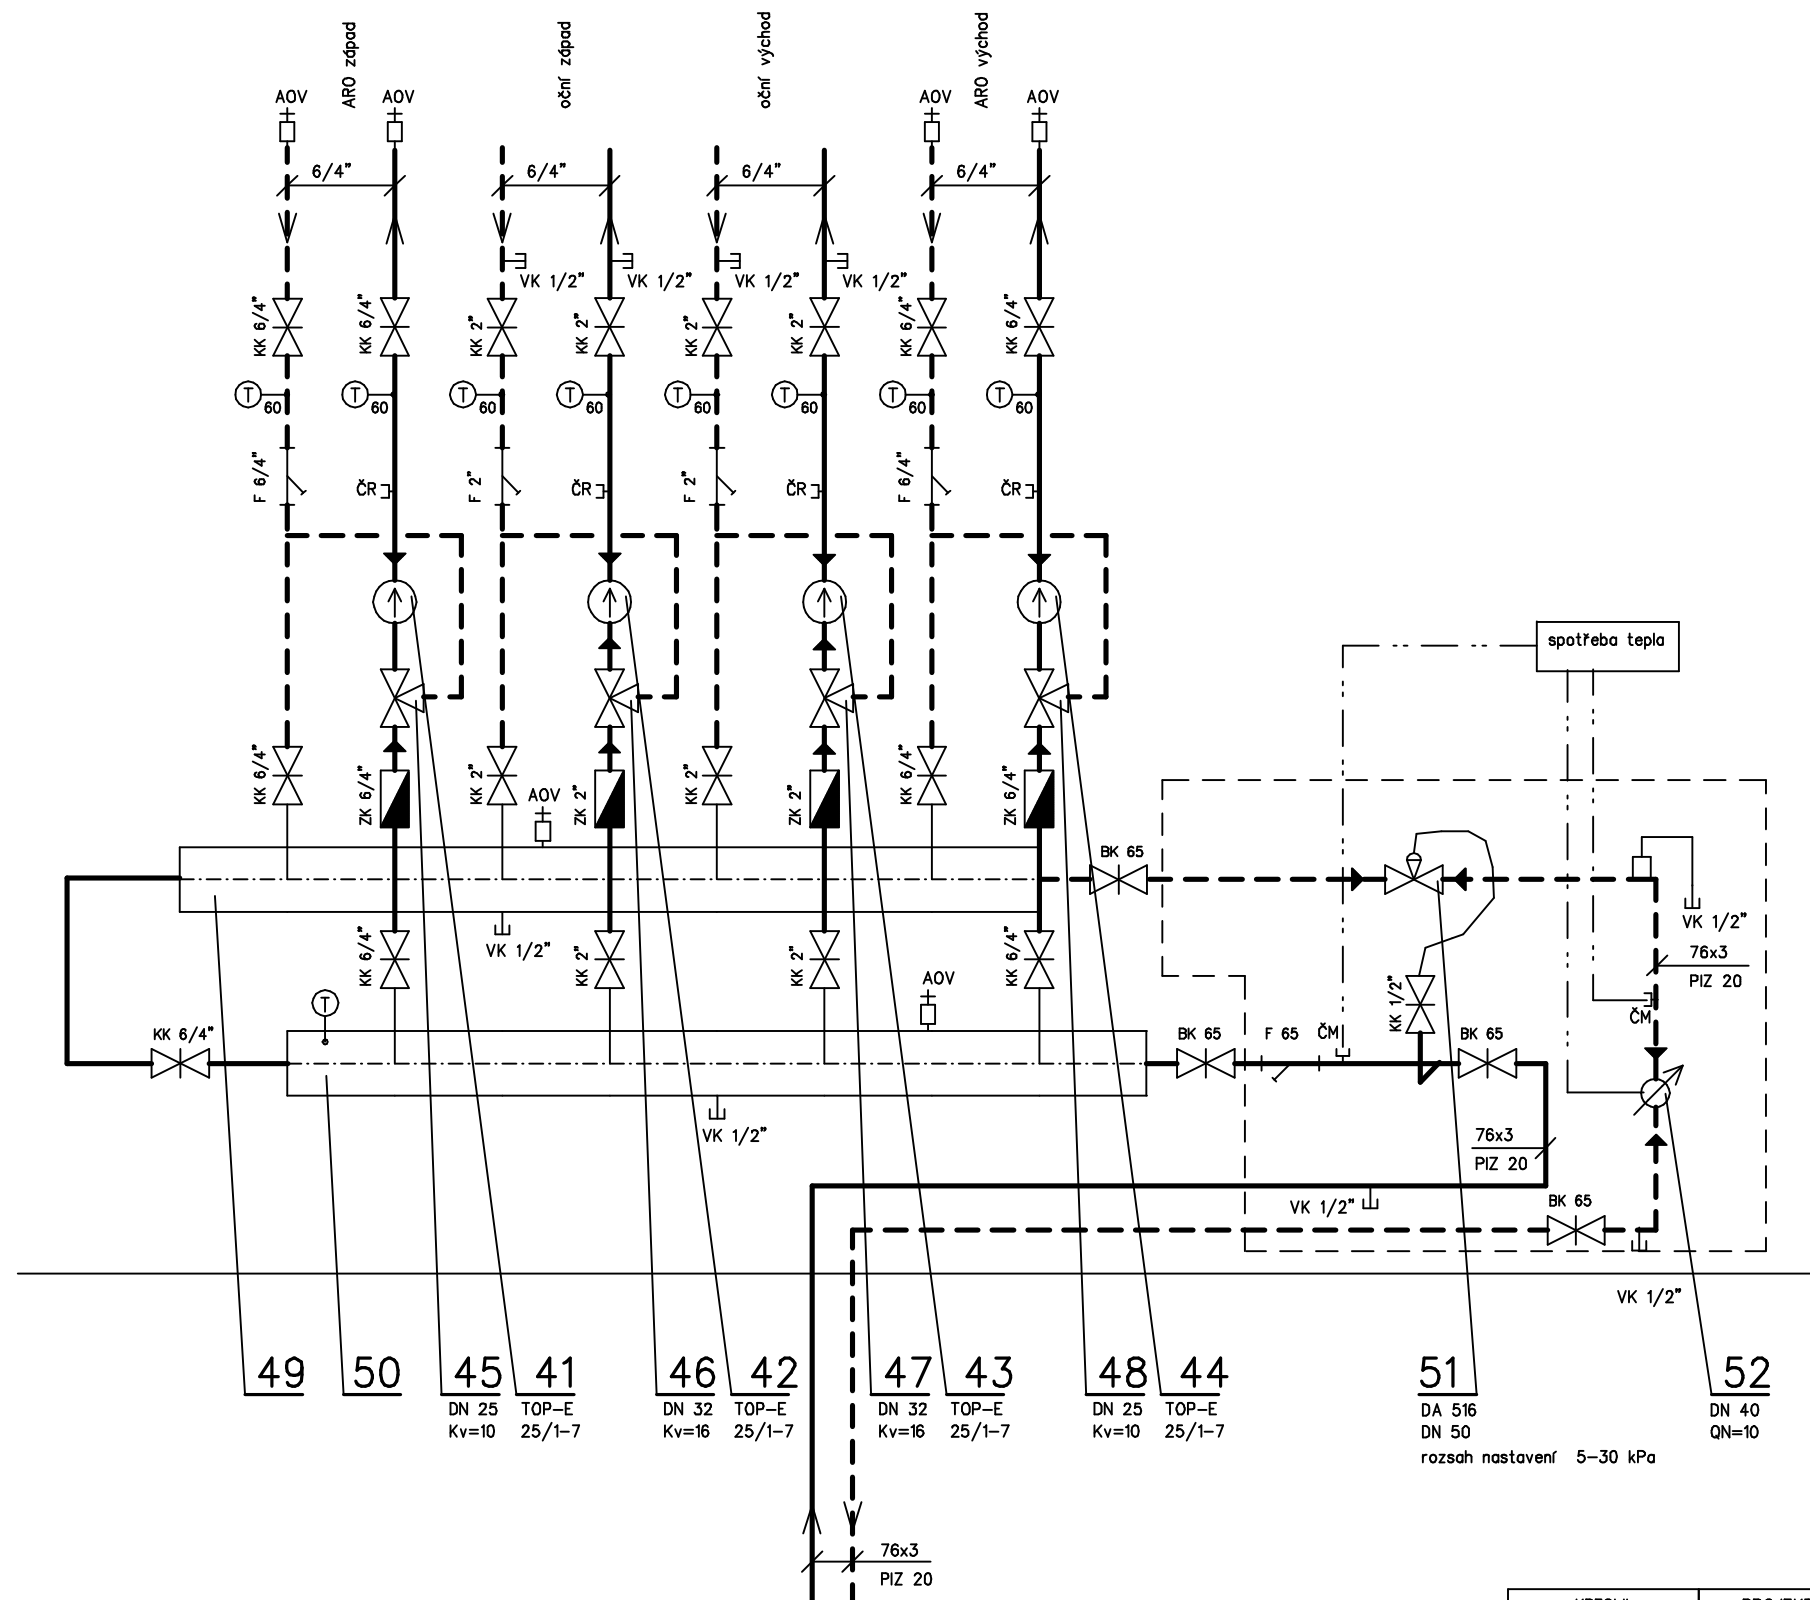 ARO západ
oční západ
oční východ
ARO východ
AOV
AOV
AOV
AOV
6/4"
6/4"
6/4"
6/4"
VK 1/2"
VK 1/2"
VK 1/2"
VK 1/2"
KK 6/4"
KK 6/4"
KK 2"
KK 2"
KK 2"
KK 2"
KK 6/4"
KK 6/4"
T
T
T
T
T
T
T
T
60
60
60
60
60
60
60
60
F 6/4"
ČR
F 2"
ČR
F 2"
ČR
F 6/4"
ČR
spotřeba tepla
KK 6/4"
ZK 6/4"
KK 2"
AOV
ZK 2"
KK 2"
ZK 2"
KK 6/4"
ZK 6/4"
BK 65
VK 1/2"
VK 1/2"
KK 6/4"
KK 2"
KK 2"
KK 6/4"
76x3
PIZ 20
AOV
T
KK 1/2"
ČM
KK 6/4"
BK 65
F 65
ČM
BK 65
VK 1/2"
76x3
PIZ 20
VK 1/2"
BK 65
VK 1/2"
49
50
45
41
46
42
47
43
48
44
51
52
DN 25
TOP-E
DN 32
TOP-E
DN 32
TOP-E
DN 25
TOP-E
DA 516
DN 40
Kv=10
25/1-7
Kv=16
25/1-7
Kv=16
25/1-7
Kv=10
25/1-7
DN 50
QN=10
rozsah nastavení 5-30 kPa
76x3
PIZ 20